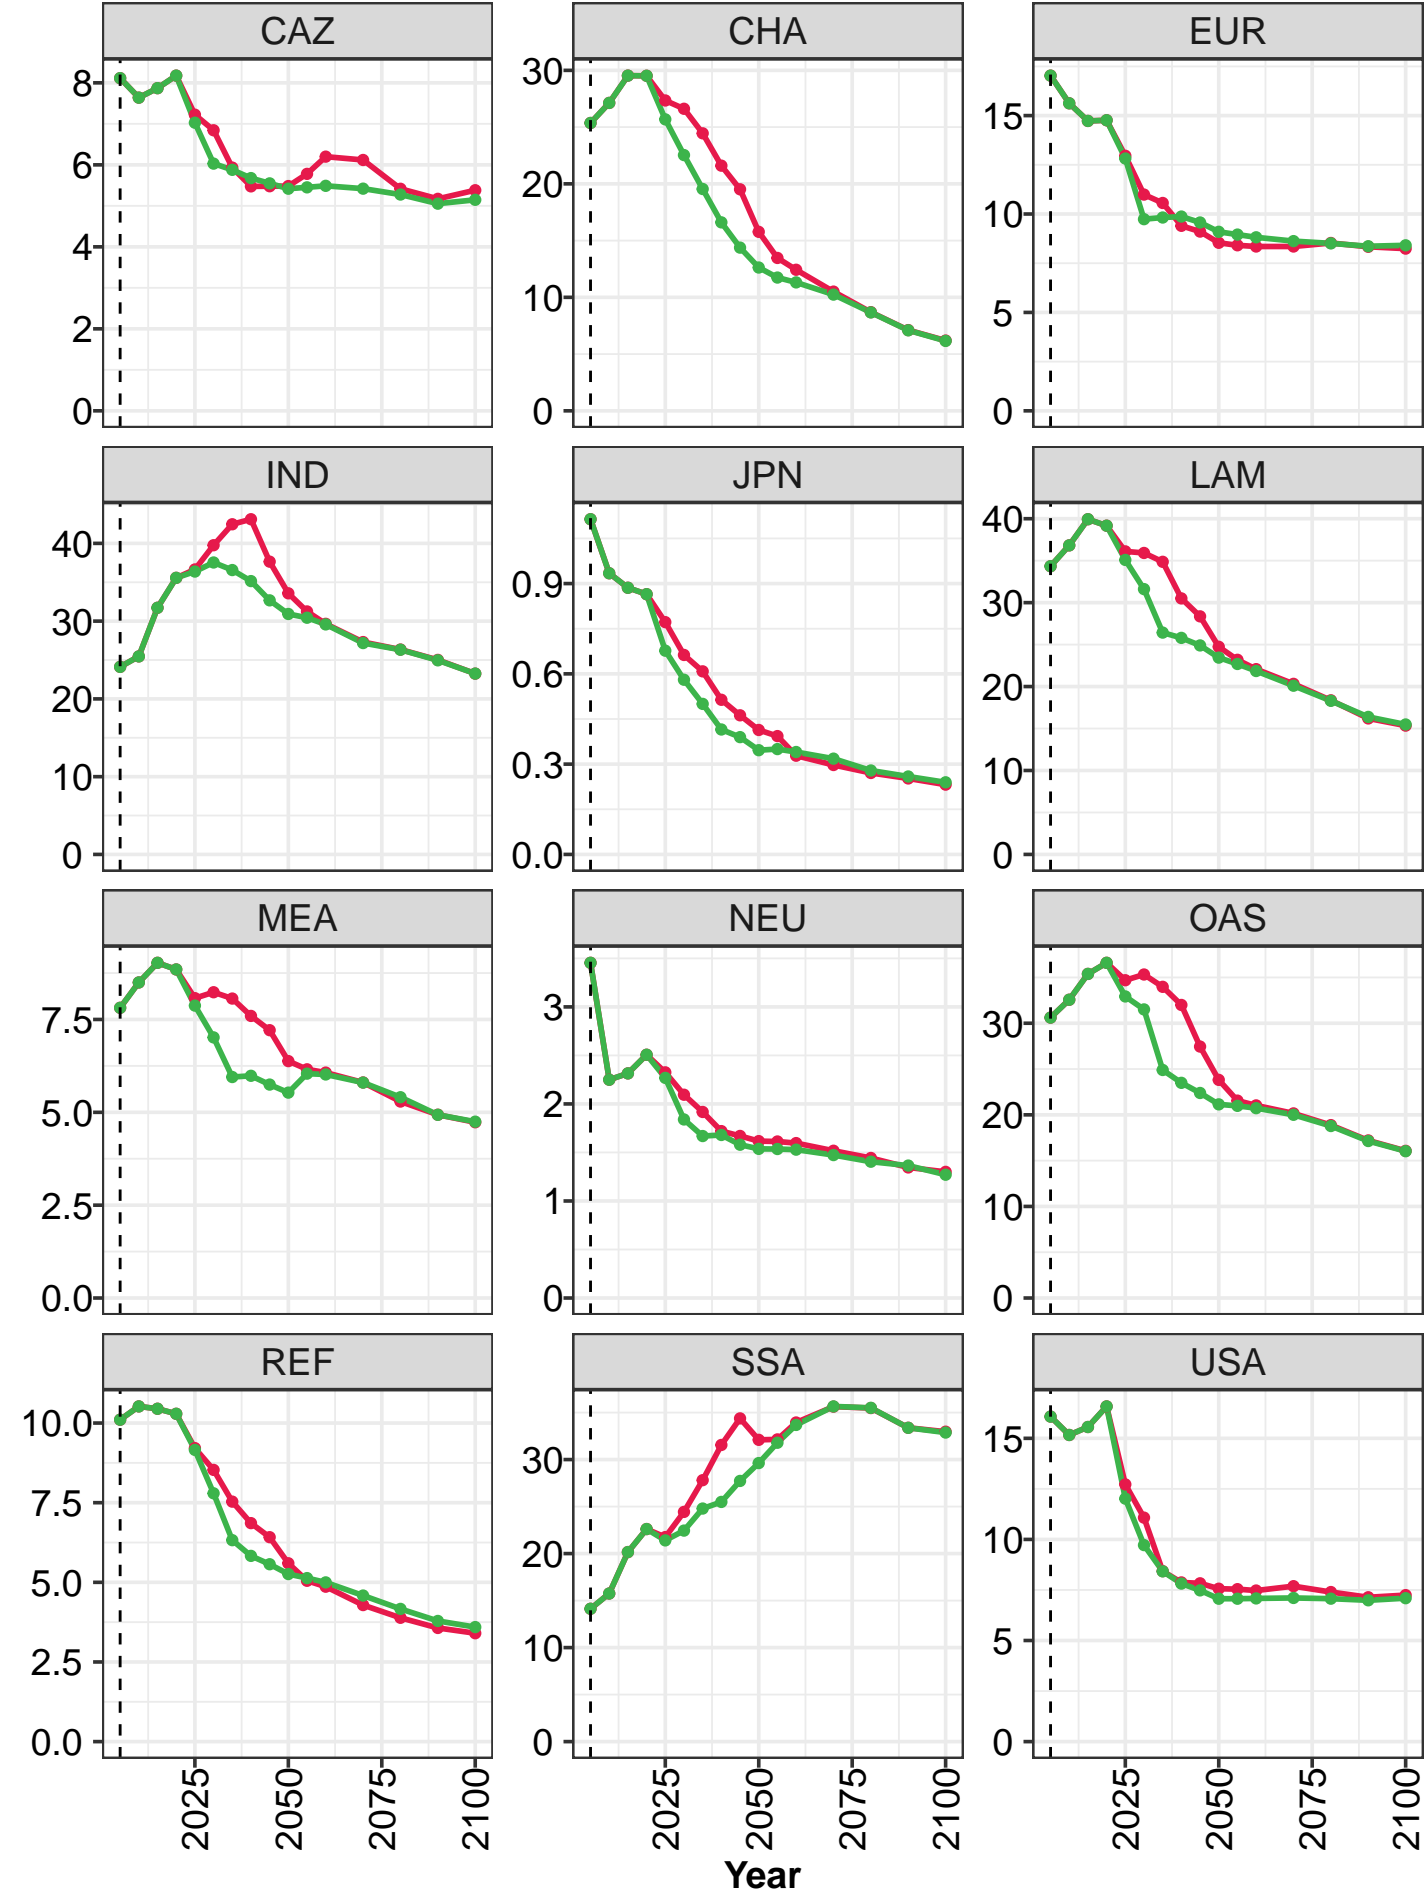 CAZ CHA EUR
8 30 15
6 20 10
4 10 5
2 0 0
0
IND JPN LAM
40 0.9 40
30 0.6 30
20 0.3 20
10 0.0 10
0 0
MEA NEU OAS
7.5 3 30
5.0 2 20
2.5 1 10
0.0 0 0
REF SSA USA
10.0 30 15
7.5 20 10
5.0 10 5
2.5 0 0
0.0
2025 2050 2075 2100 2025 2050 2075 2100 2025 2050 2075 2100
Year